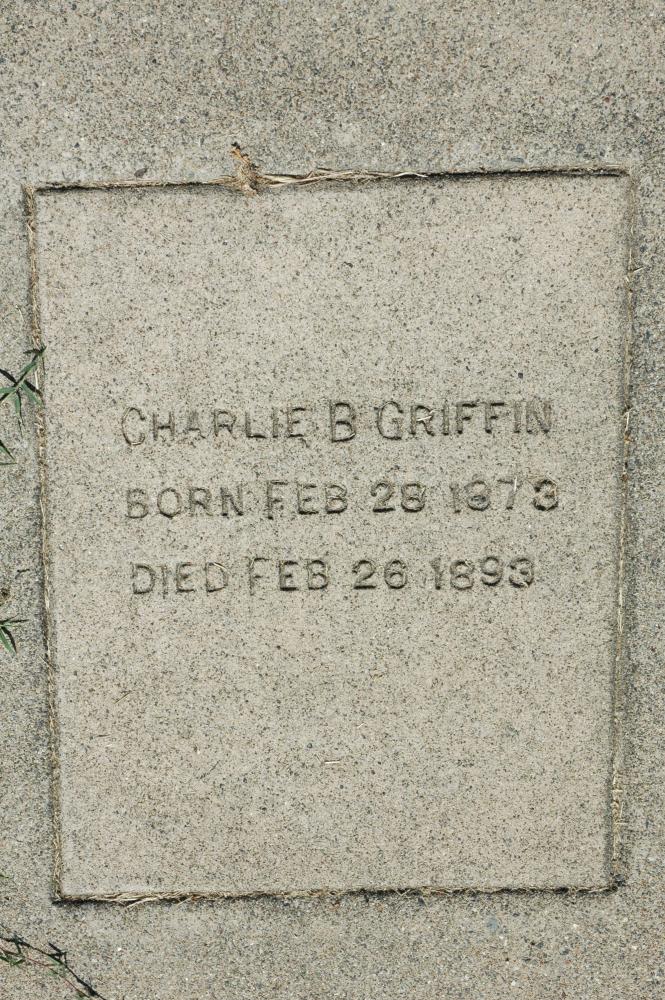 CHARLIE B GRIFFIN
BORN FEB 28 1873
DIED FEB 26 1893